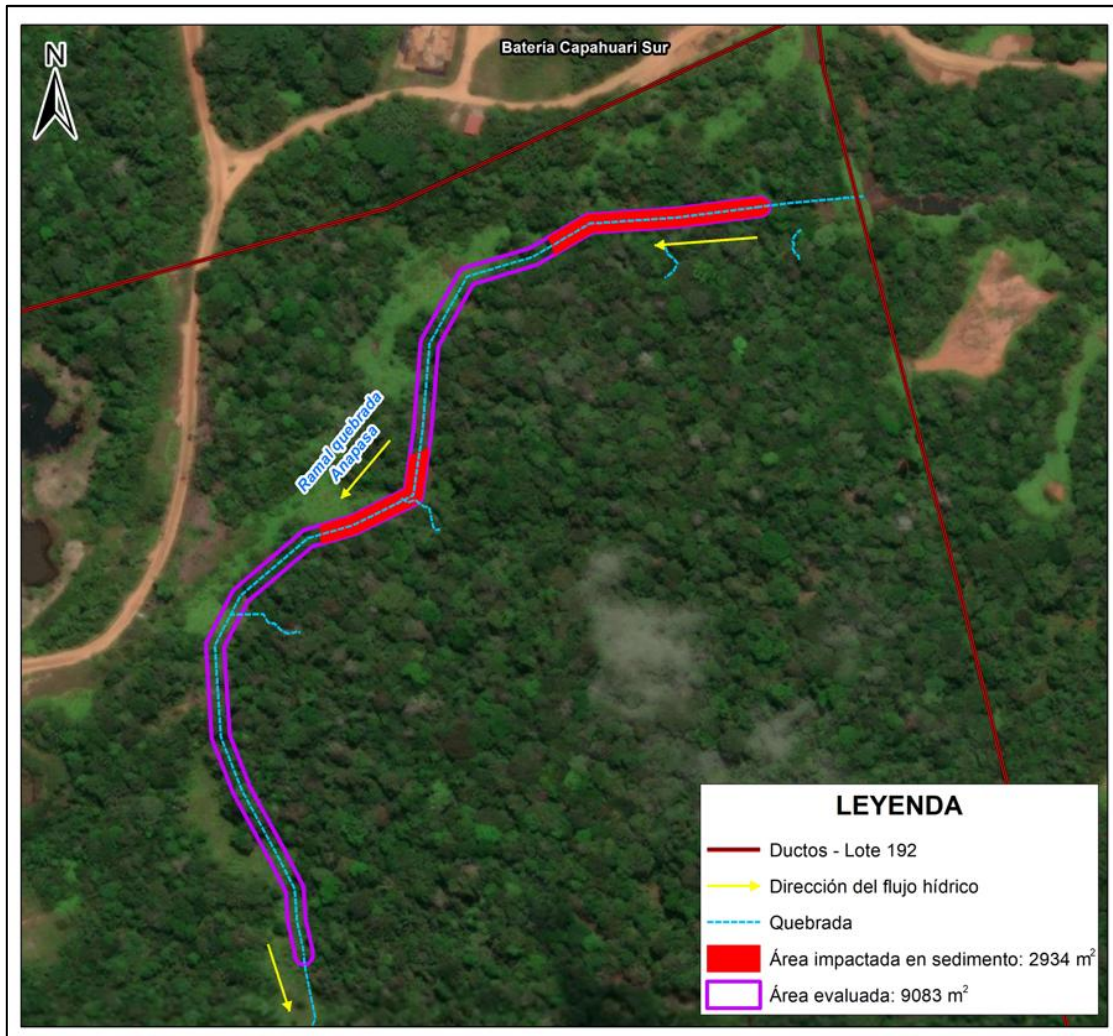 N
Batería Capahuari Sur
Ramal quebrada
Anapasa
LEYENDA
Ductos - Lote 192
Dirección del flujo hídrico
Quebrada
Área impactada en sedimento: 2934 m²
Área evaluada: 9083 m²